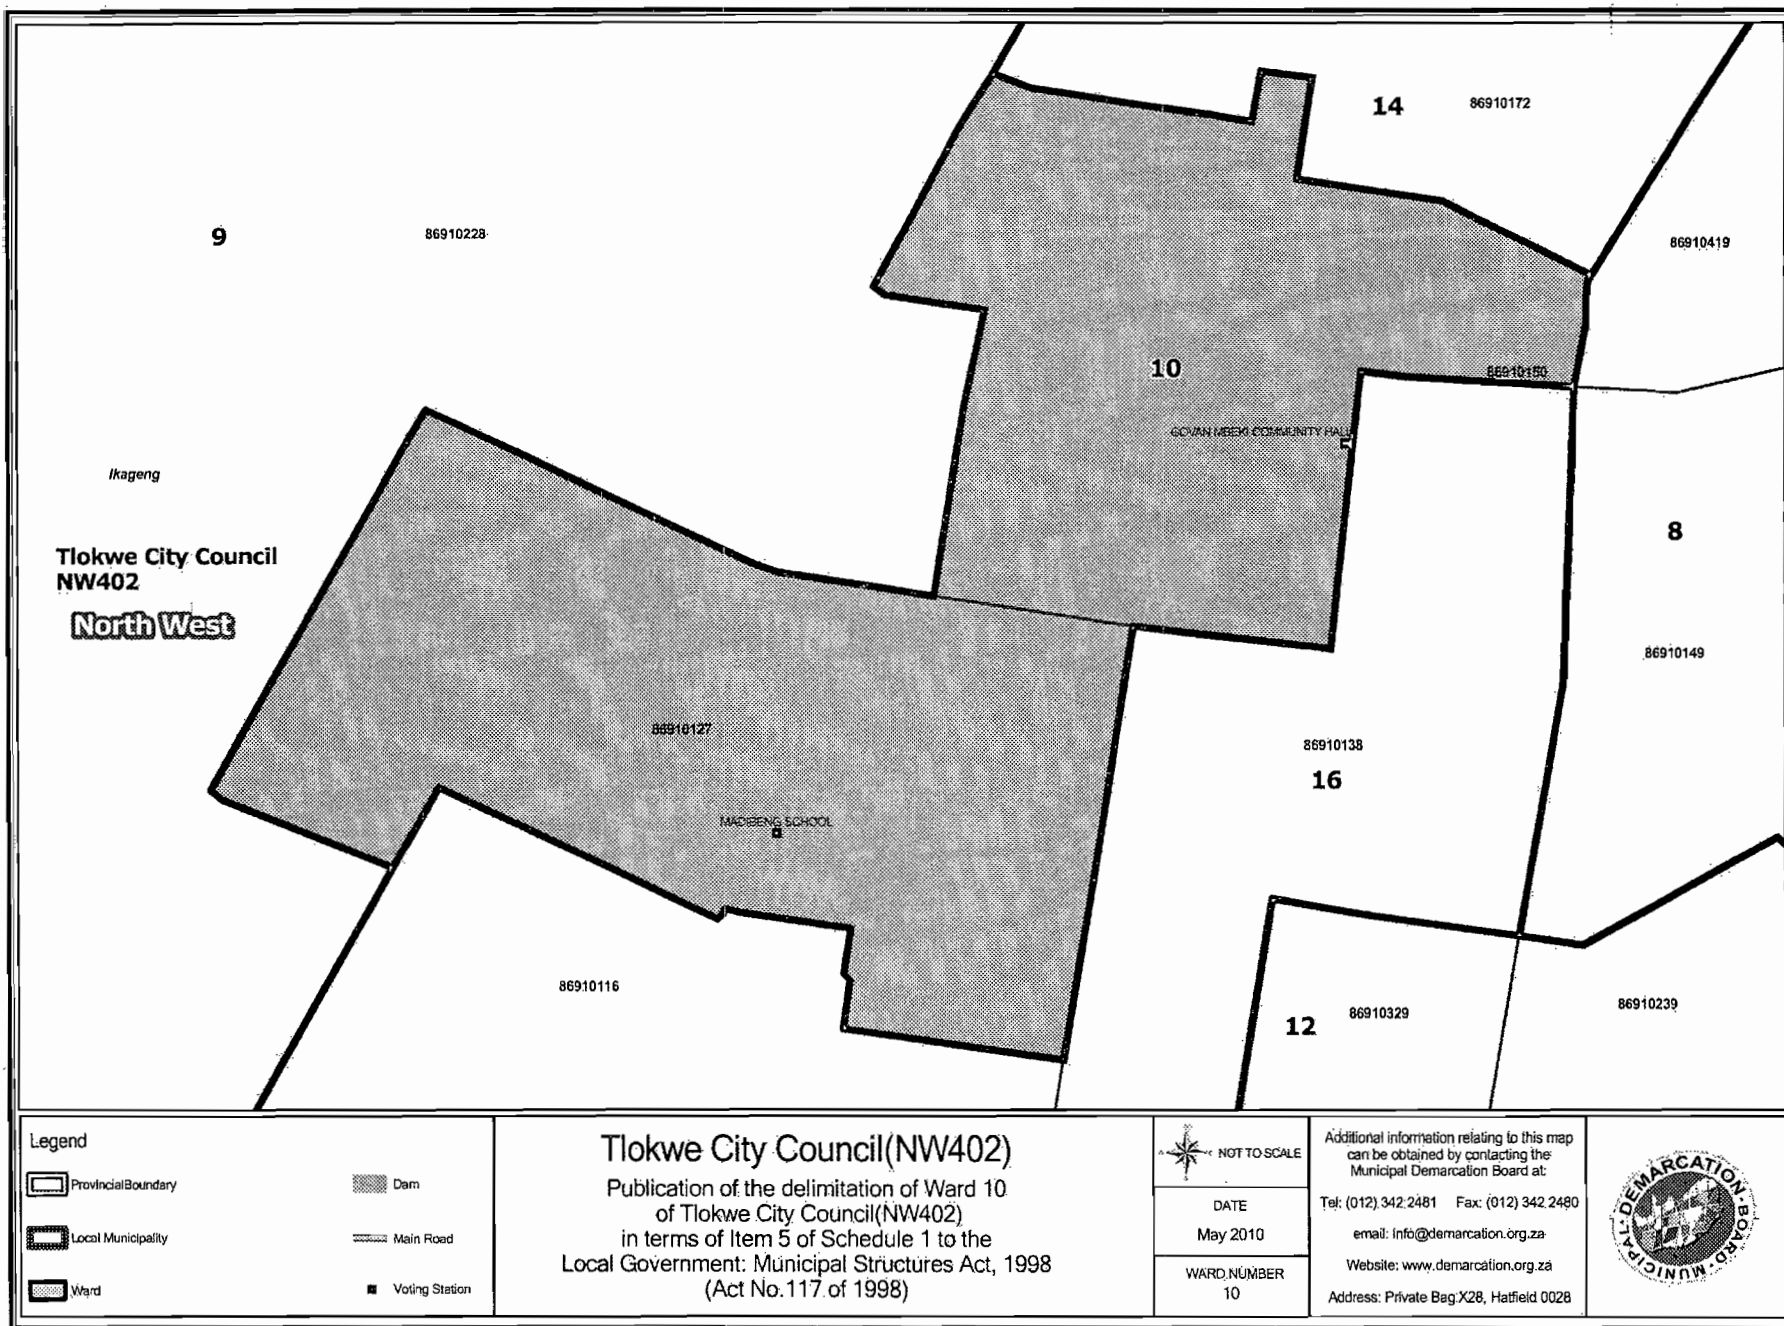 14
86910172
9
86910228
86910419
10
86910150
GOVAN MBEKI COMMUNITY HALL
Ikageng
Tlokwe City Council
NW402
North West
8
86910149
86910127
86910138
16
MADIBENG SCHOOL
86910116
12
86910329
86910239
Legend
Provincial Boundary
Dam
Local Municipality
Main Road
Ward
Voting Station
Tlokwe City Council(NW402)
Publication of the delimitation of Ward 10
of Tlokwe City Council(NW402)
in terms of Item 5 of Schedule 1 to the
Local Government: Municipal Structures Act, 1998
(Act No.117 of 1998)
NOT TO SCALE
DATE
May 2010
WARD NUMBER
10
Additional information relating to this map
can be obtained by contacting the
Municipal Demarcation Board at:
Tel: (012) 342 2481 Fax: (012) 342 2480
email: info@demarcation.org.za
Website: www.demarcation.org.za
Address: Private Bag X28, Hatfield 0028
MUNICIPAL · DEMARCATION · BOARD